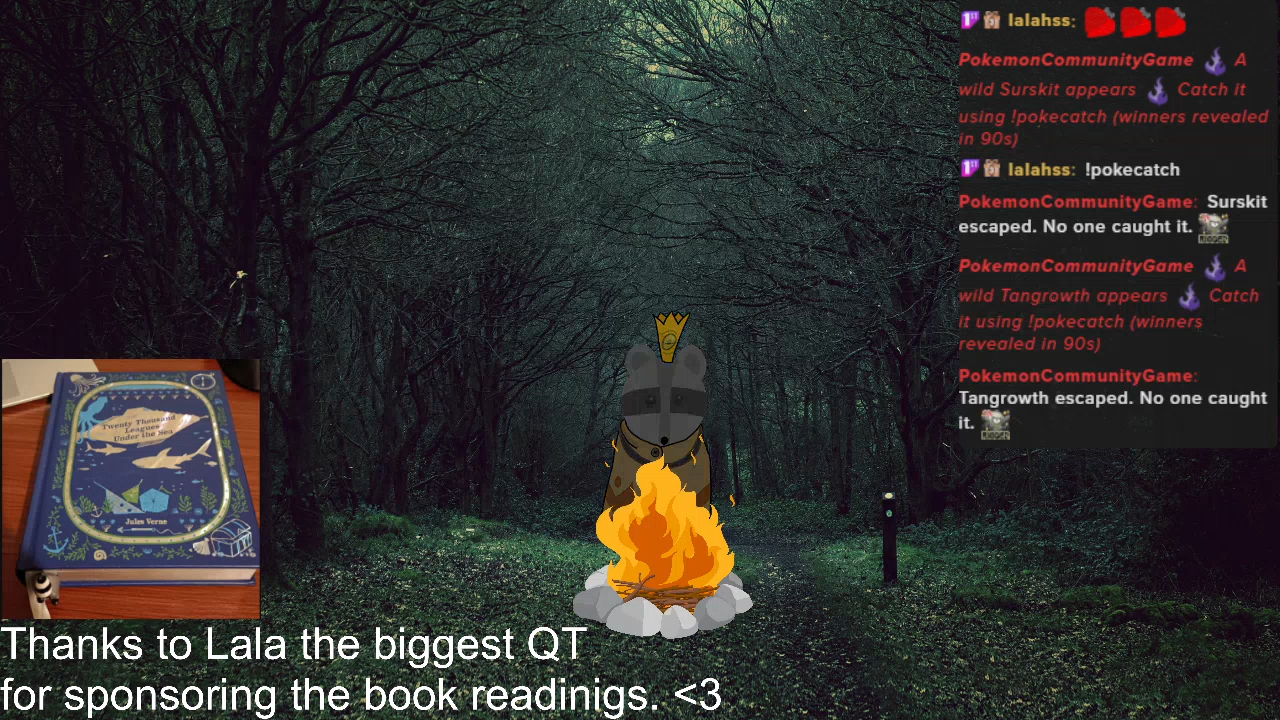 lalahss:
PokemonCommunityGame A
wild Surskit appears Catch it
using !pokecatch (winners revealed
in 90s)
lalahss: !pokecatch
PokemonCommunityGame: Surskit
escaped. No one caught it.
PokemonCommunityGame A
wild Tangrowth appears Catch
it using !pokecatch (winners
revealed in 90s)
PokemonCommunityGame:
Tangrowth escaped. No one caught
it.
Twenty Thousand
Leagues
Under the Sea
Jules Verne
Thanks to Lala the biggest QT
for sponsoring the book readinigs. <3